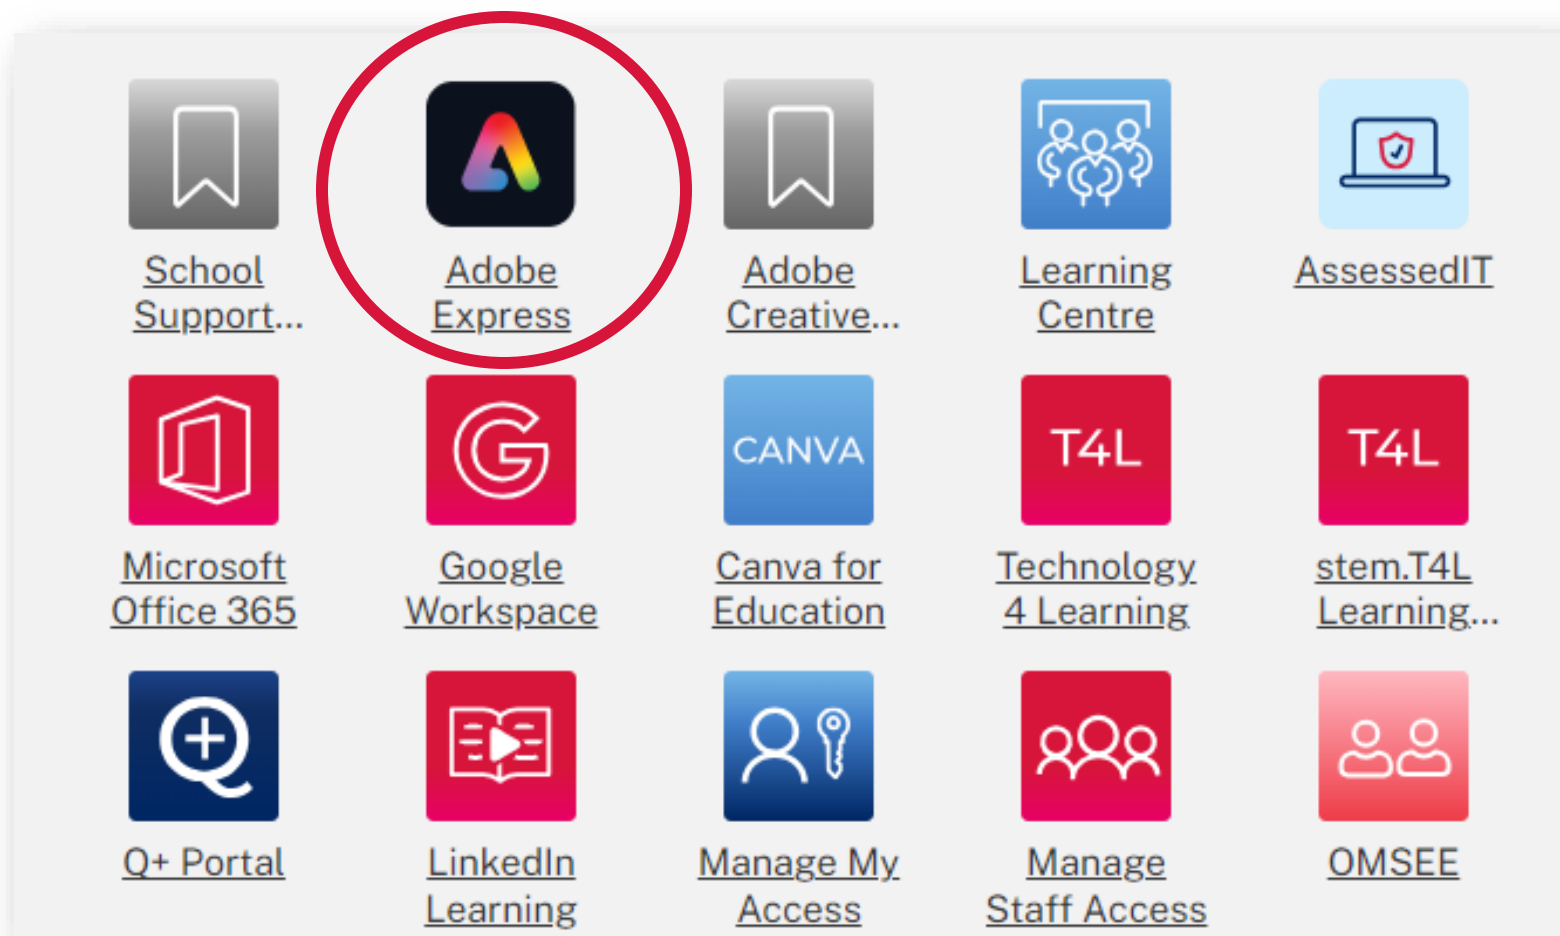 School
Support...
Adobe
Express
Adobe
Creative...
Learning
Centre
AssessedIT
Microsoft
Office 365
Google
Workspace
CANVA
Canva for
Education
T4L
Technology
4 Learning
T4L
stem.T4L
Learning...
Q+ Portal
LinkedIn
Learning
Manage My
Access
Manage
Staff Access
OMSEE